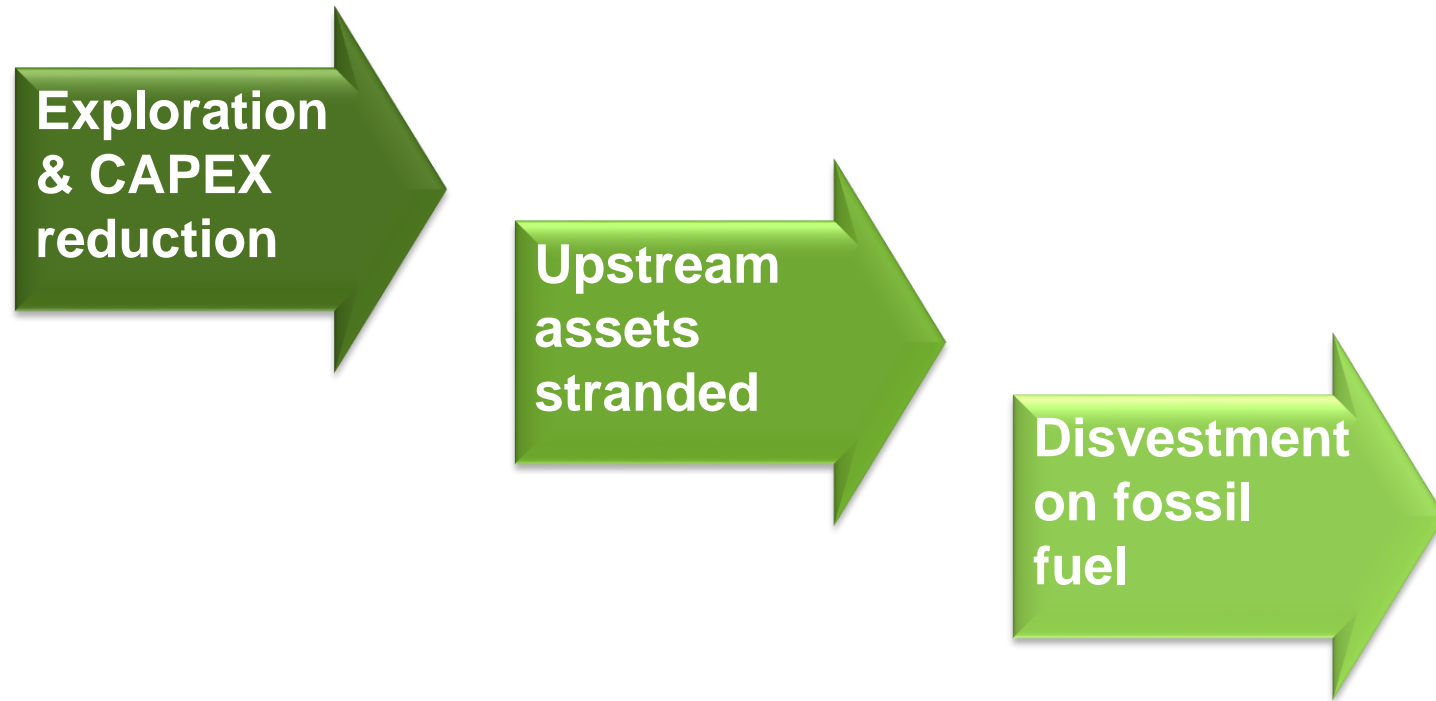 Exploration
& CAPEX
reduction
Upstream
assets
stranded
Disvestment
on fossil
fuel